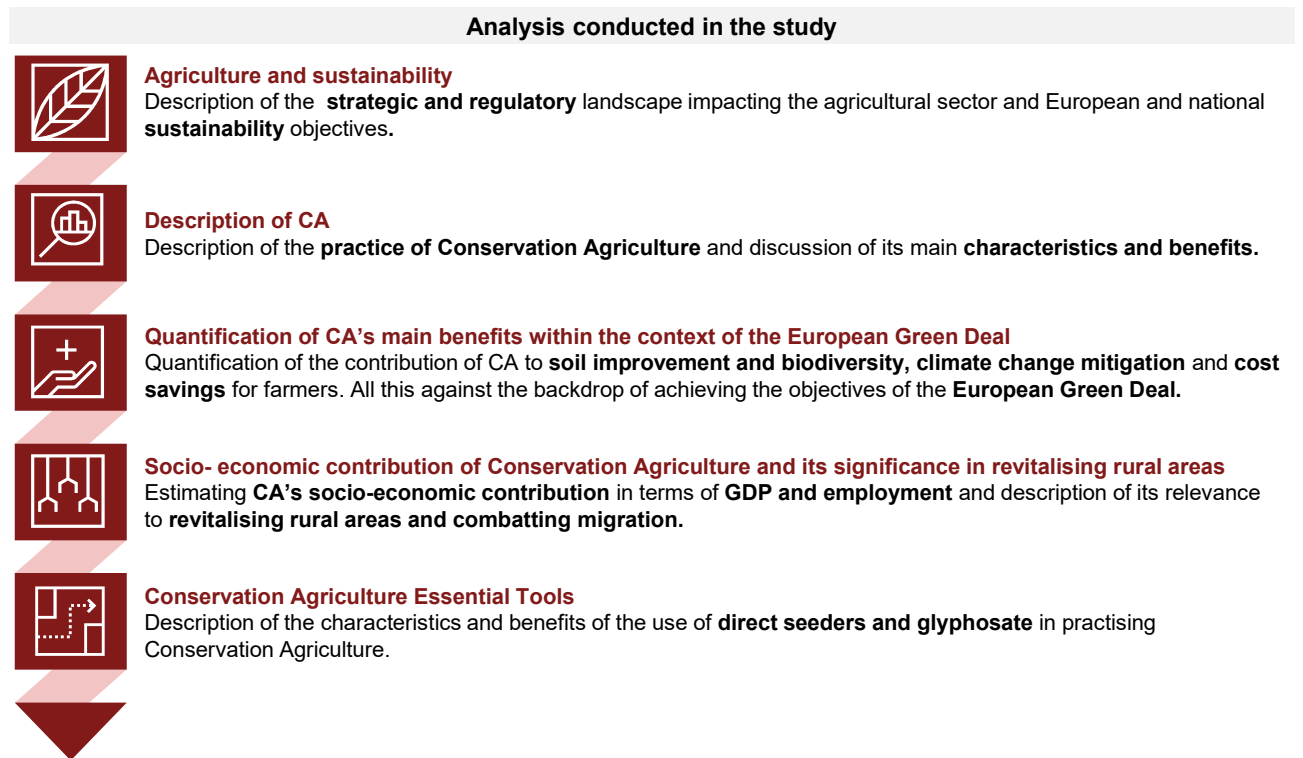 Analysis conducted in the study
Agriculture and sustainability
Description of the strategic and regulatory landscape impacting the agricultural sector and European and national
sustainability objectives.
Description of CA
Description of the practice of Conservation Agriculture and discussion of its main characteristics and benefits.
Quantification of CA's main benefits within the context of the European Green Deal
Quantification of the contribution of CA to soil improvement and biodiversity, climate change mitigation and cost
savings for farmers. All this against the backdrop of achieving the objectives of the European Green Deal.
Socio- economic contribution of Conservation Agriculture and its significance in revitalising rural areas
Estimating CA's socio-economic contribution in terms of GDP and employment and description of its relevance
to revitalising rural areas and combatting migration.
Conservation Agriculture Essential Tools
Description of the characteristics and benefits of the use of direct seeders and glyphosate in practising
Conservation Agriculture.